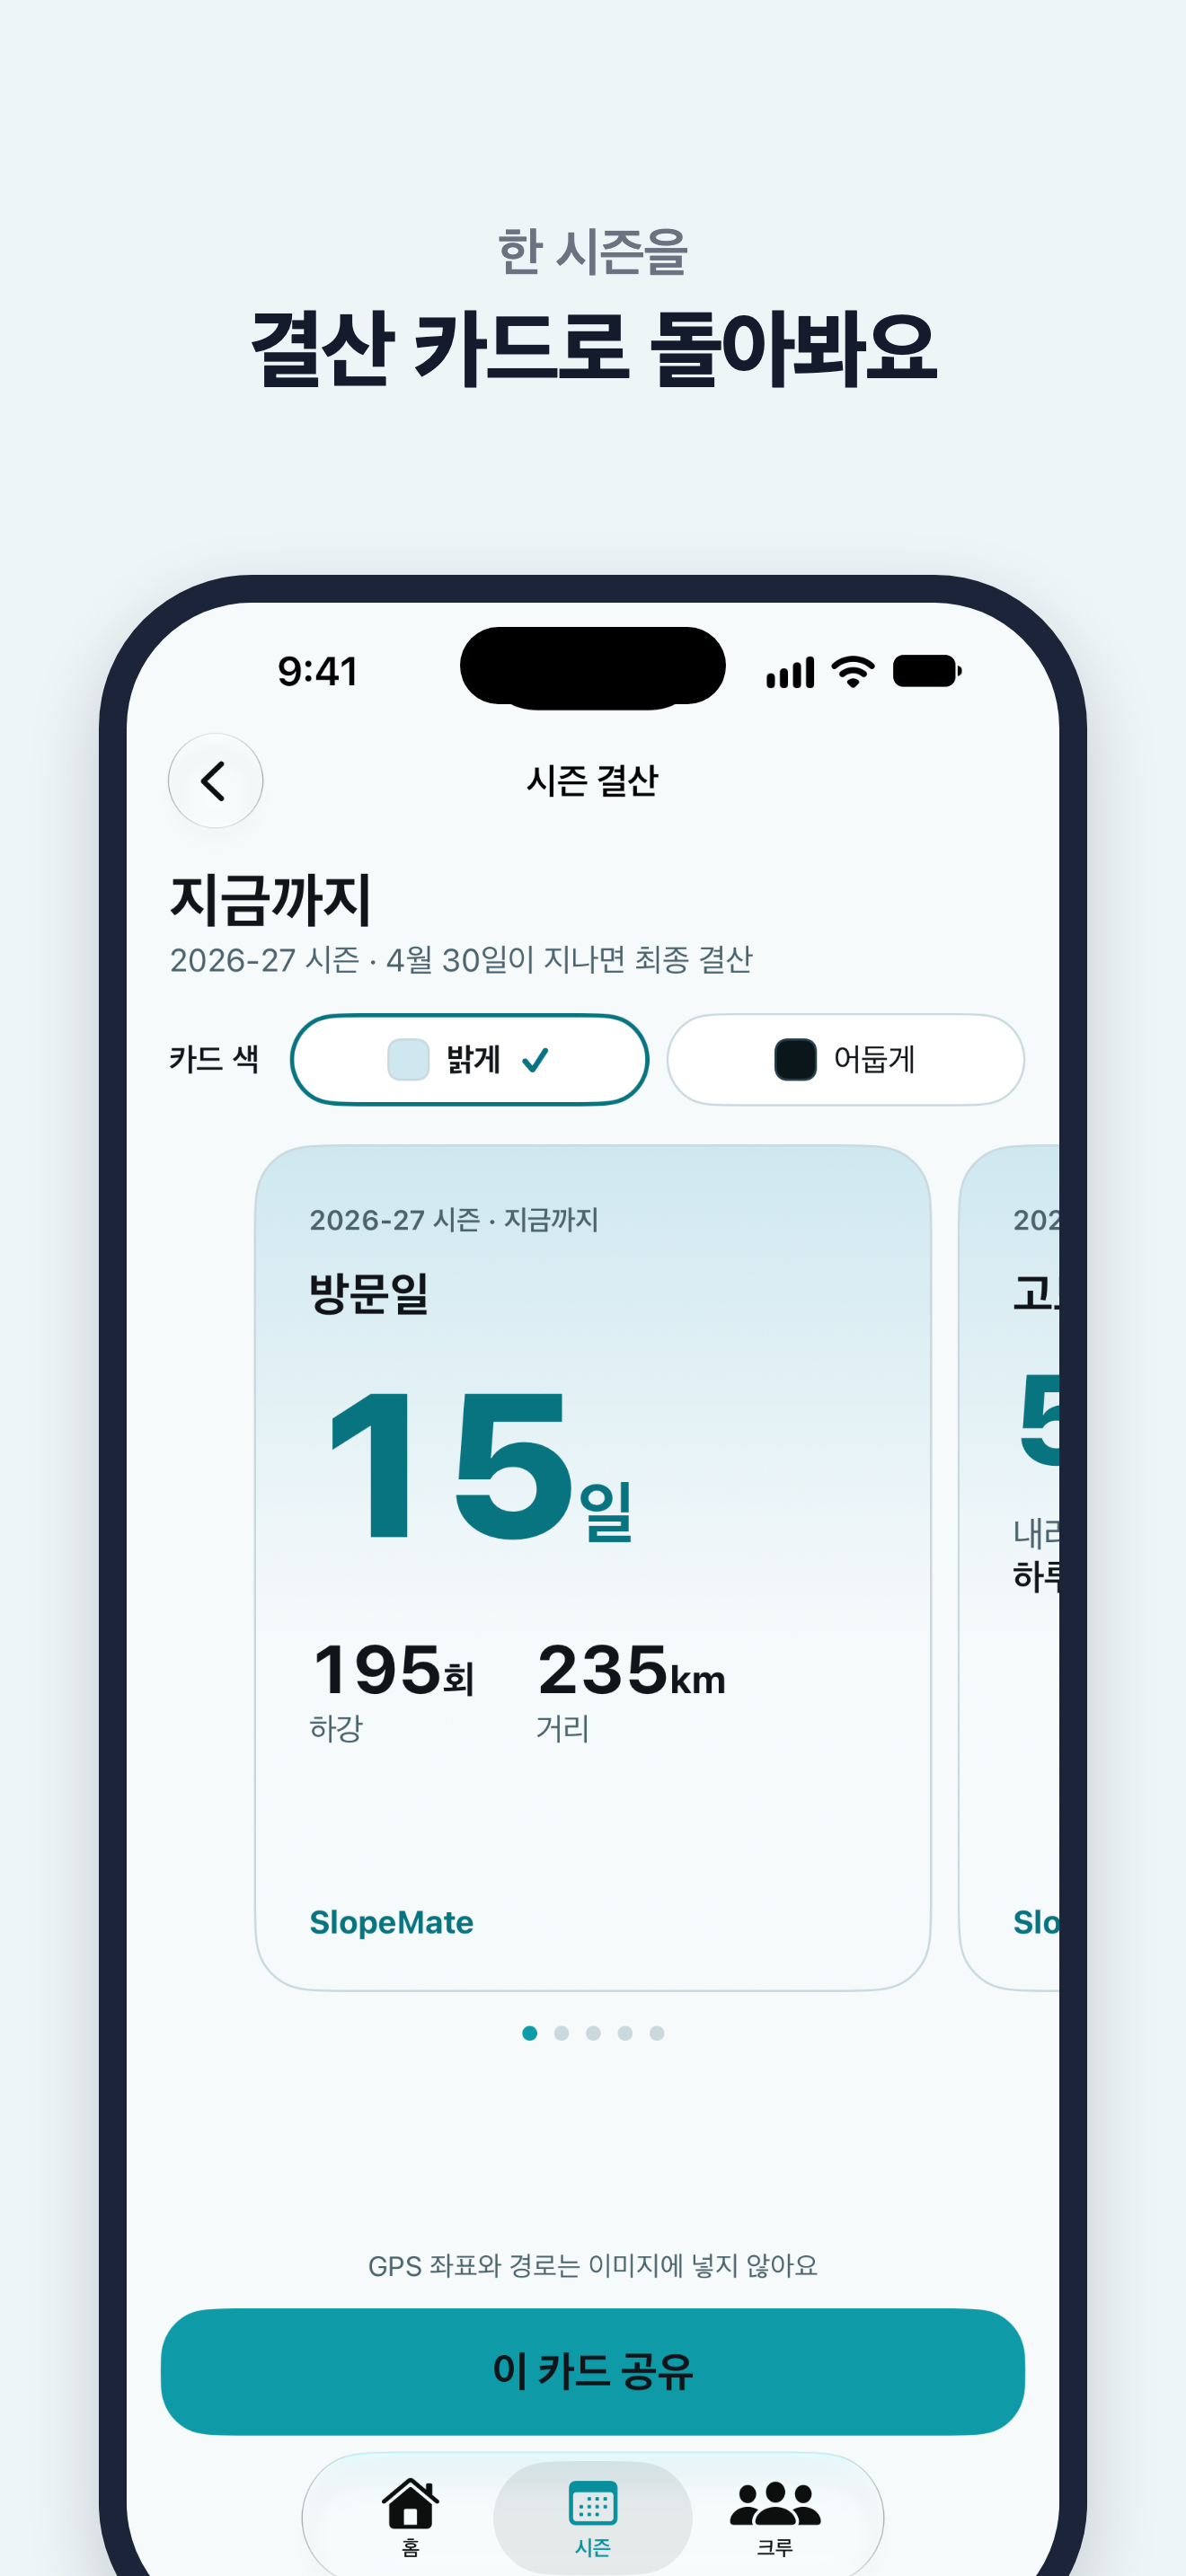 한 시즌을
결산 카드로 돌아봐요
9:41
시즌 결산
지금까지
2026-27 시즌 · 4월 30일이 지나면 최종 결산
카드 색
밝게
어둡게
2026-27 시즌 · 지금까지
방문일
15일
195회
하강
235km
거리
SlopeMate
202
5
하루
Slo
GPS 좌표와 경로는 이미지에 넣지 않아요
이 카드 공유
홈
시즌
크루